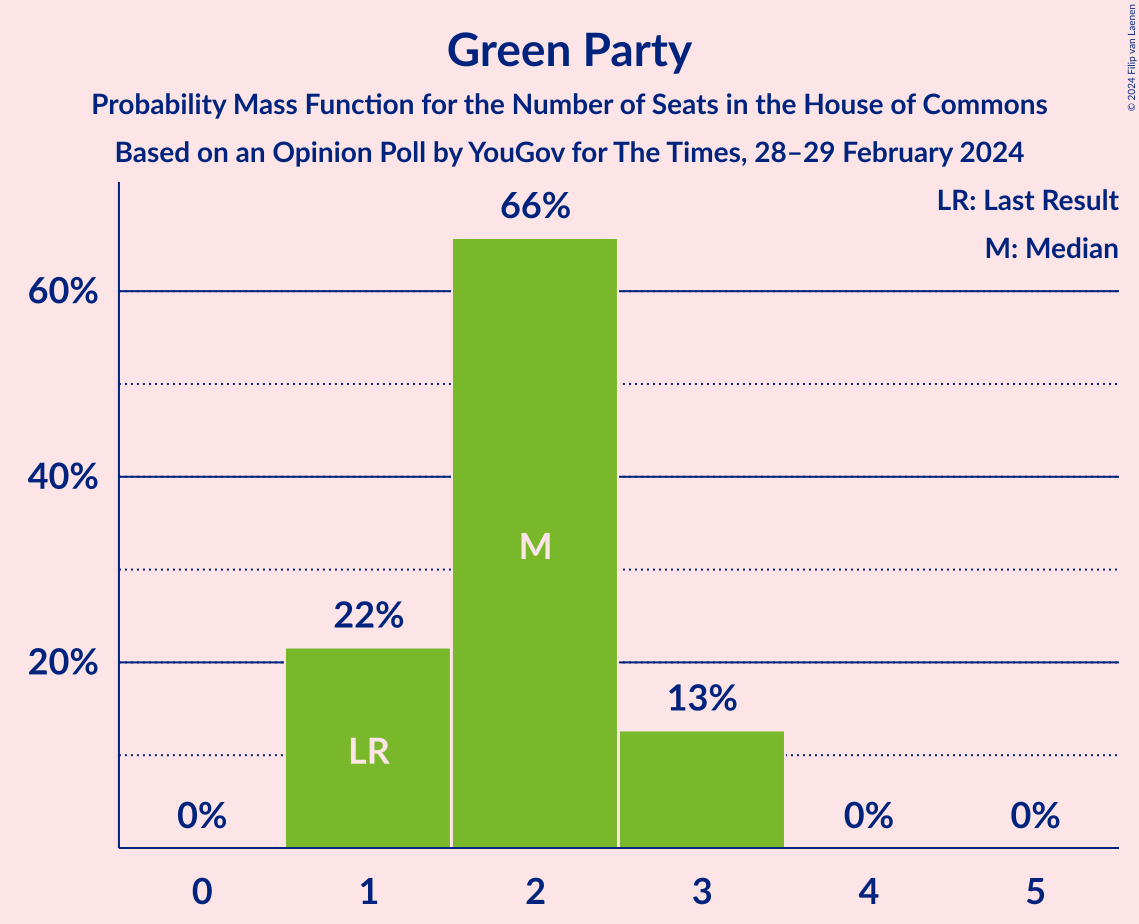 Green Party
Probability Mass Function for the Number of Seats in the House of Commons
Based on an Opinion Poll by YouGov for The Times, 28–29 February 2024
© 2024 Filip van Laenen
LR: Last Result
M: Median
66%
60%
40%
M
22%
20%
13%
LR
0%
0%
0%
0
1
2
3
4
5